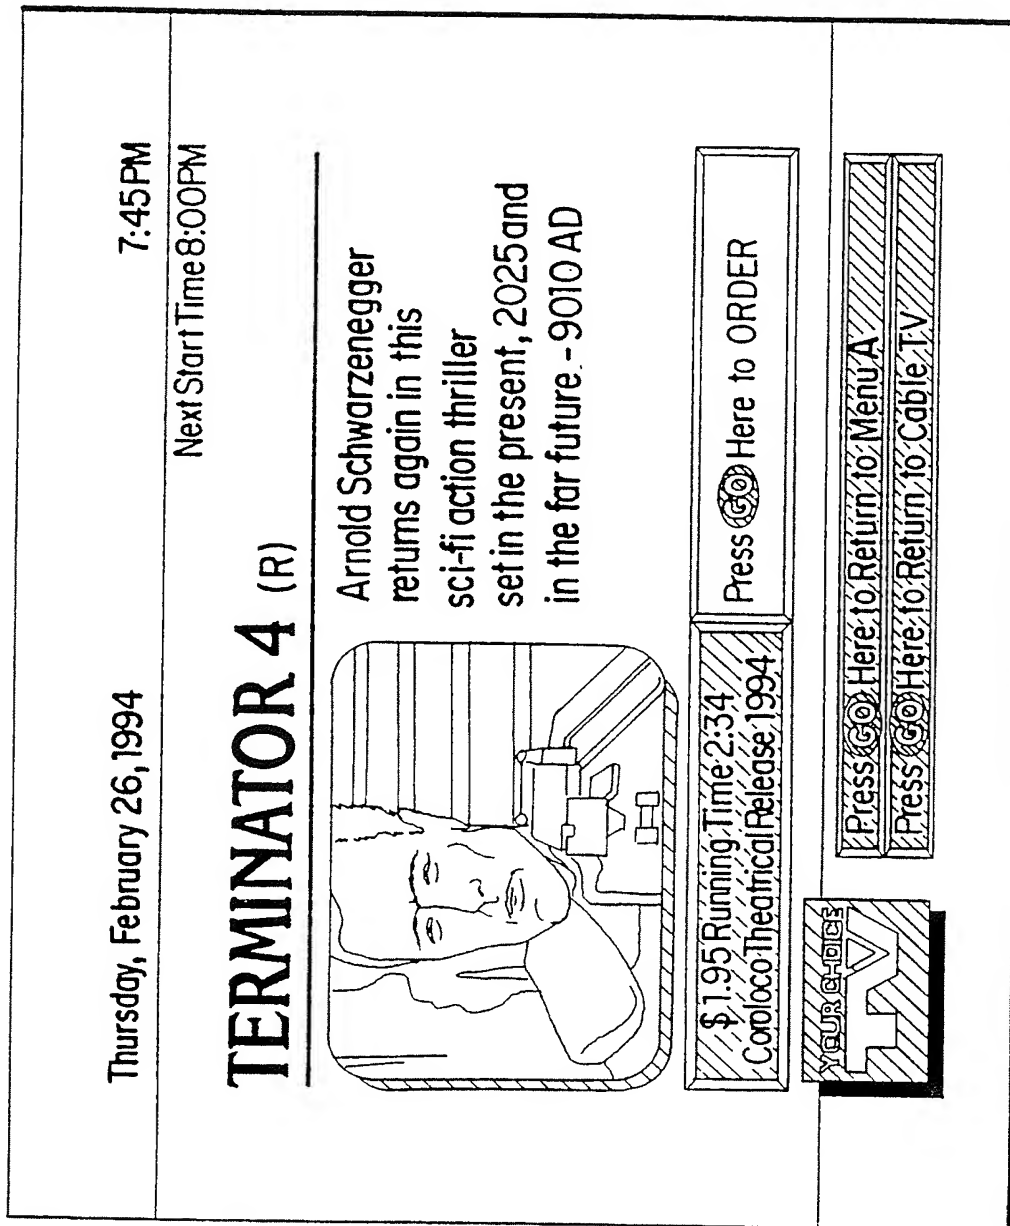 Thursday, February 26, 1994 7:45PM
Next Start Time 8:00PM
TERMINATOR 4 (R)
Arnold Schwarzenegger
returns again in this
sci-fi action thriller
set in the present, 2025 and
in the far future - 9010 AD
$1.95 Running Time 2:34
Coroloco Theatrical Release 1994
Press GO Here to ORDER
YOUR CHOICE
TV
Press GO Here to Return to Menu A
Press GO Here to Return to Cable TV